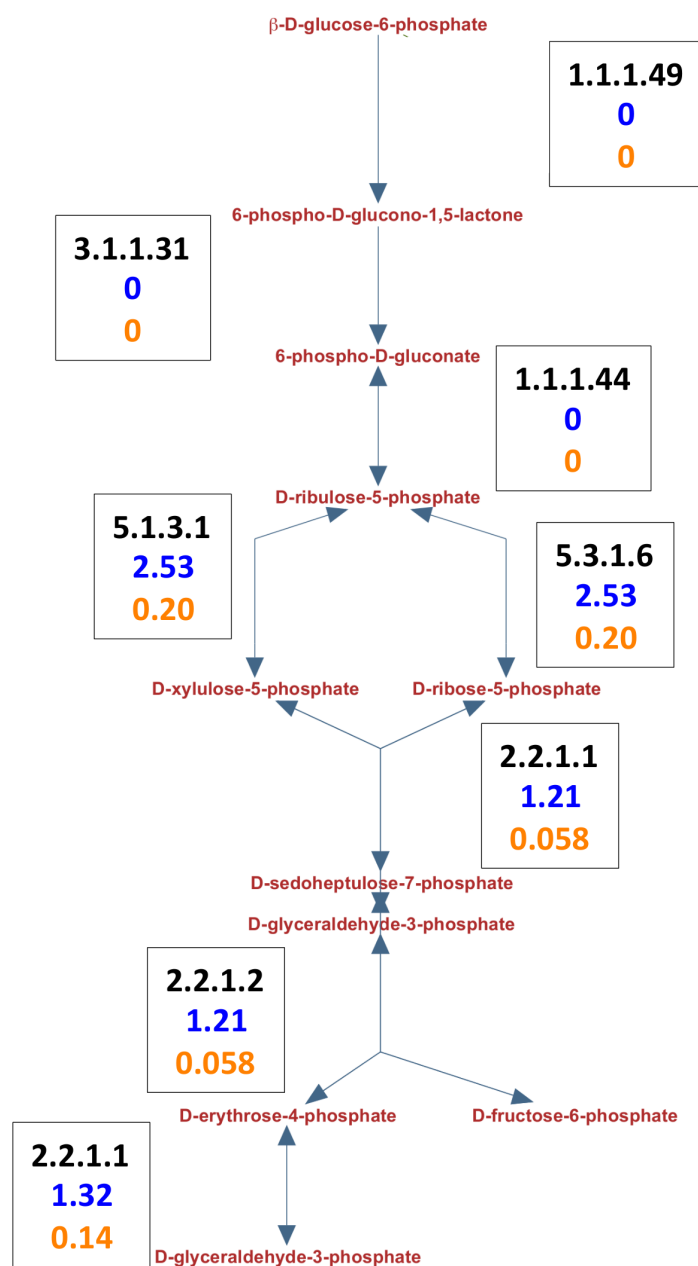 β-D-glucose-6-phosphate
1.1.1.49
0
0
6-phospho-D-glucono-1,5-lactone
3.1.1.31
0
0
6-phospho-D-gluconate
1.1.1.44
0
0
D-ribulose-5-phosphate
5.1.3.1
2.53
0.20
5.3.1.6
2.53
0.20
D-xylulose-5-phosphate
D-ribose-5-phosphate
2.2.1.1
1.21
0.058
D-sedoheptulose-7-phosphate
D-glyceraldehyde-3-phosphate
2.2.1.2
1.21
0.058
D-erythrose-4-phosphate
D-fructose-6-phosphate
2.2.1.1
1.32
0.14
D-glyceraldehyde-3-phosphate